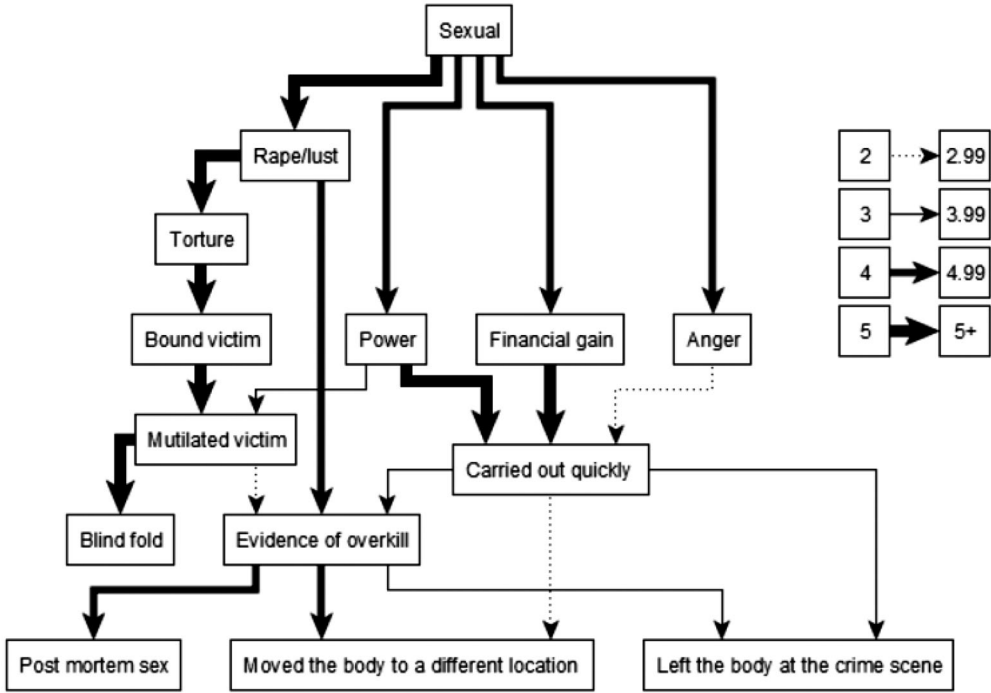 Sexual
Rape/lust
2
2.99
3
3.99
Torture
4
4.99
Bound victim
Power
Financial gain
Anger
5
5+
Mutilated victim
Carried out quickly
Blind fold
Evidence of overkill
Post mortem sex
Moved the body to a different location
Left the body at the crime scene